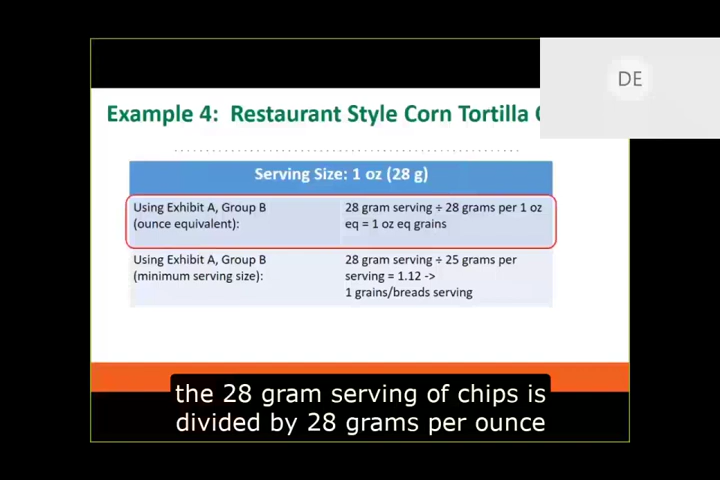 DE
Example 4: Restaurant Style Corn Tortilla
Serving Size: 1 oz (28 g)
Using Exhibit A, Group B
(ounce equivalent):
28 gram serving ÷ 28 grams per 1 oz
eq = 1 oz eq grains
Using Exhibit A, Group B
(minimum serving size):
28 gram serving ÷ 25 grams per
serving = 1.12 ->
1 grains/breads serving
the 28 gram serving of chips is
divided by 28 grams per ounce